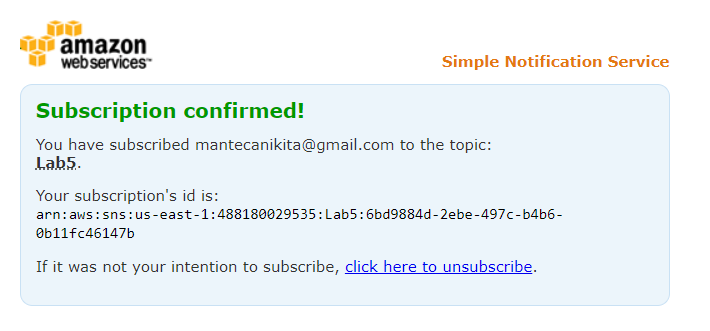 amazon
webservices™
Simple Notification Service
Subscription confirmed!
You have subscribed mantecanikita@gmail.com to the topic:
Lab5.
Your subscription's id is:
arn:aws:sns:us-east-1:488180029535:Lab5:6bd9884d-2ebe-497c-b4b6-
0b11fc46147b
If it was not your intention to subscribe, click here to unsubscribe.